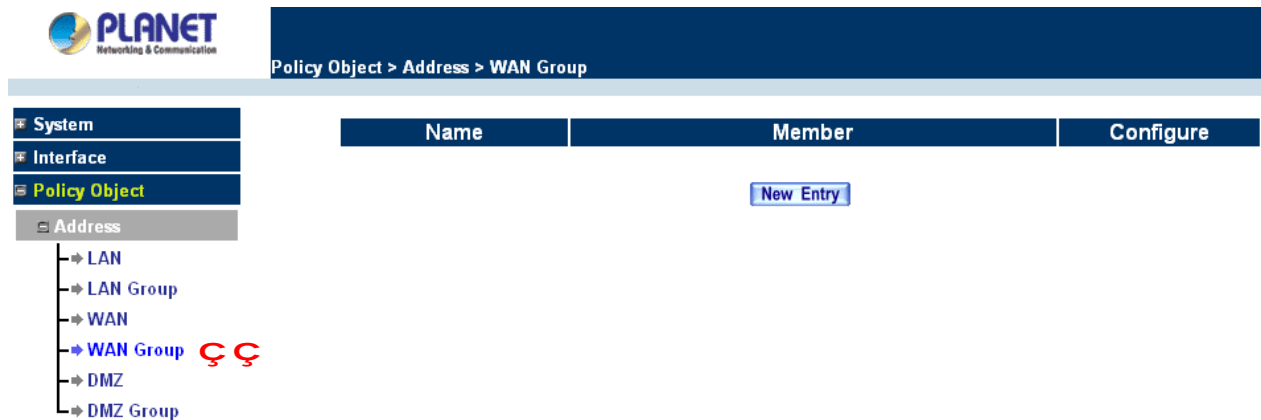 PLANET
Networking & Communication
Policy Object > Address > WAN Group
System
Interface
Policy Object
Address
LAN
LAN Group
WAN
WAN Group ÇÇ
DMZ
DMZ Group
Name Member Configure
New Entry